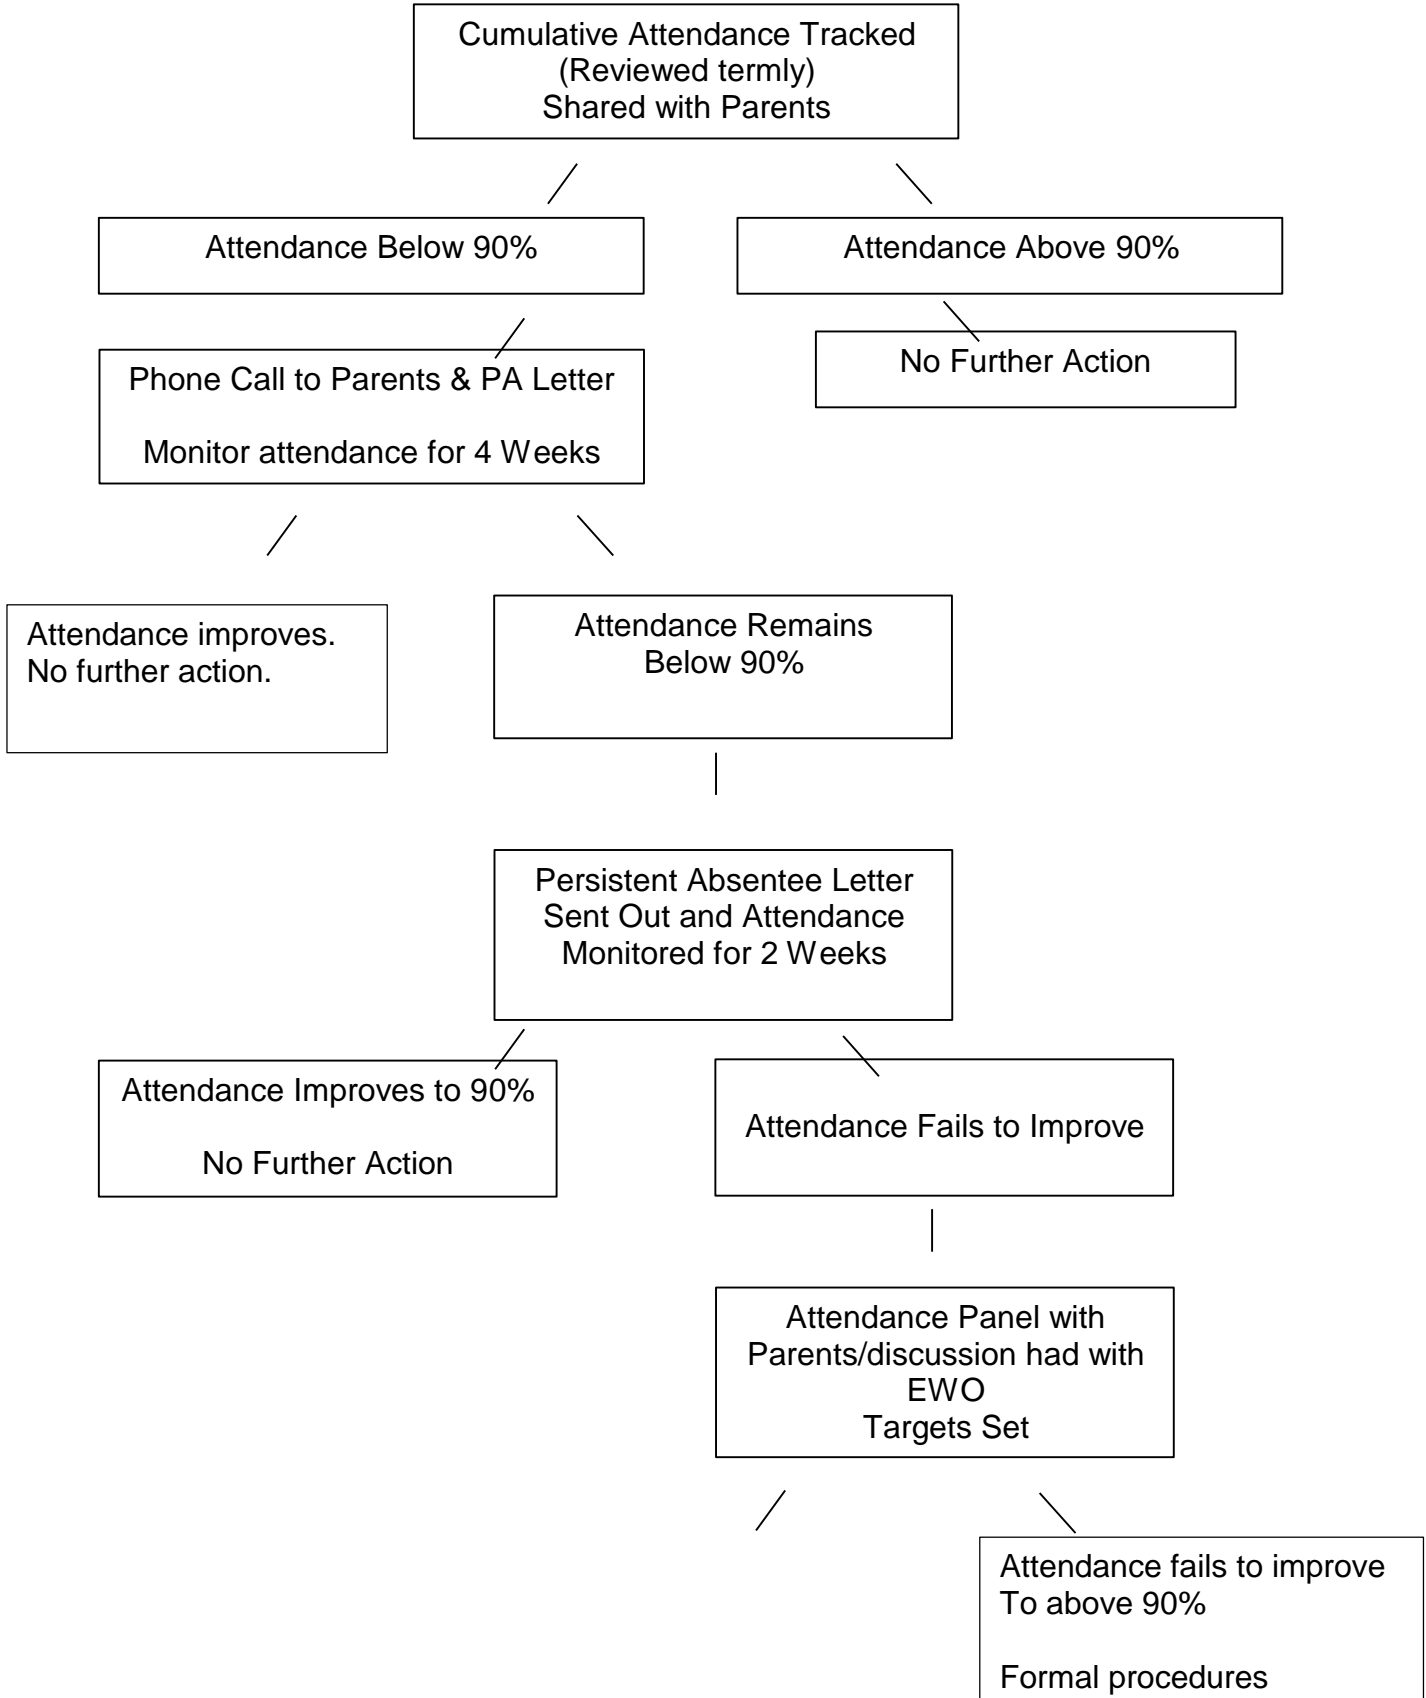 Cumulative Attendance Tracked
(Reviewed termly)
Shared with Parents
Attendance Below 90%
Attendance Above 90%
No Further Action
Phone Call to Parents & PA Letter
Monitor attendance for 4 Weeks
Attendance improves.
No further action.
Attendance Remains
Below 90%
Persistent Absentee Letter
Sent Out and Attendance
Monitored for 2 Weeks
Attendance Improves to 90%
No Further Action
Attendance Fails to Improve
Attendance Panel with
Parents/discussion had with
EWO
Targets Set
Attendance fails to improve
To above 90%
Formal procedures